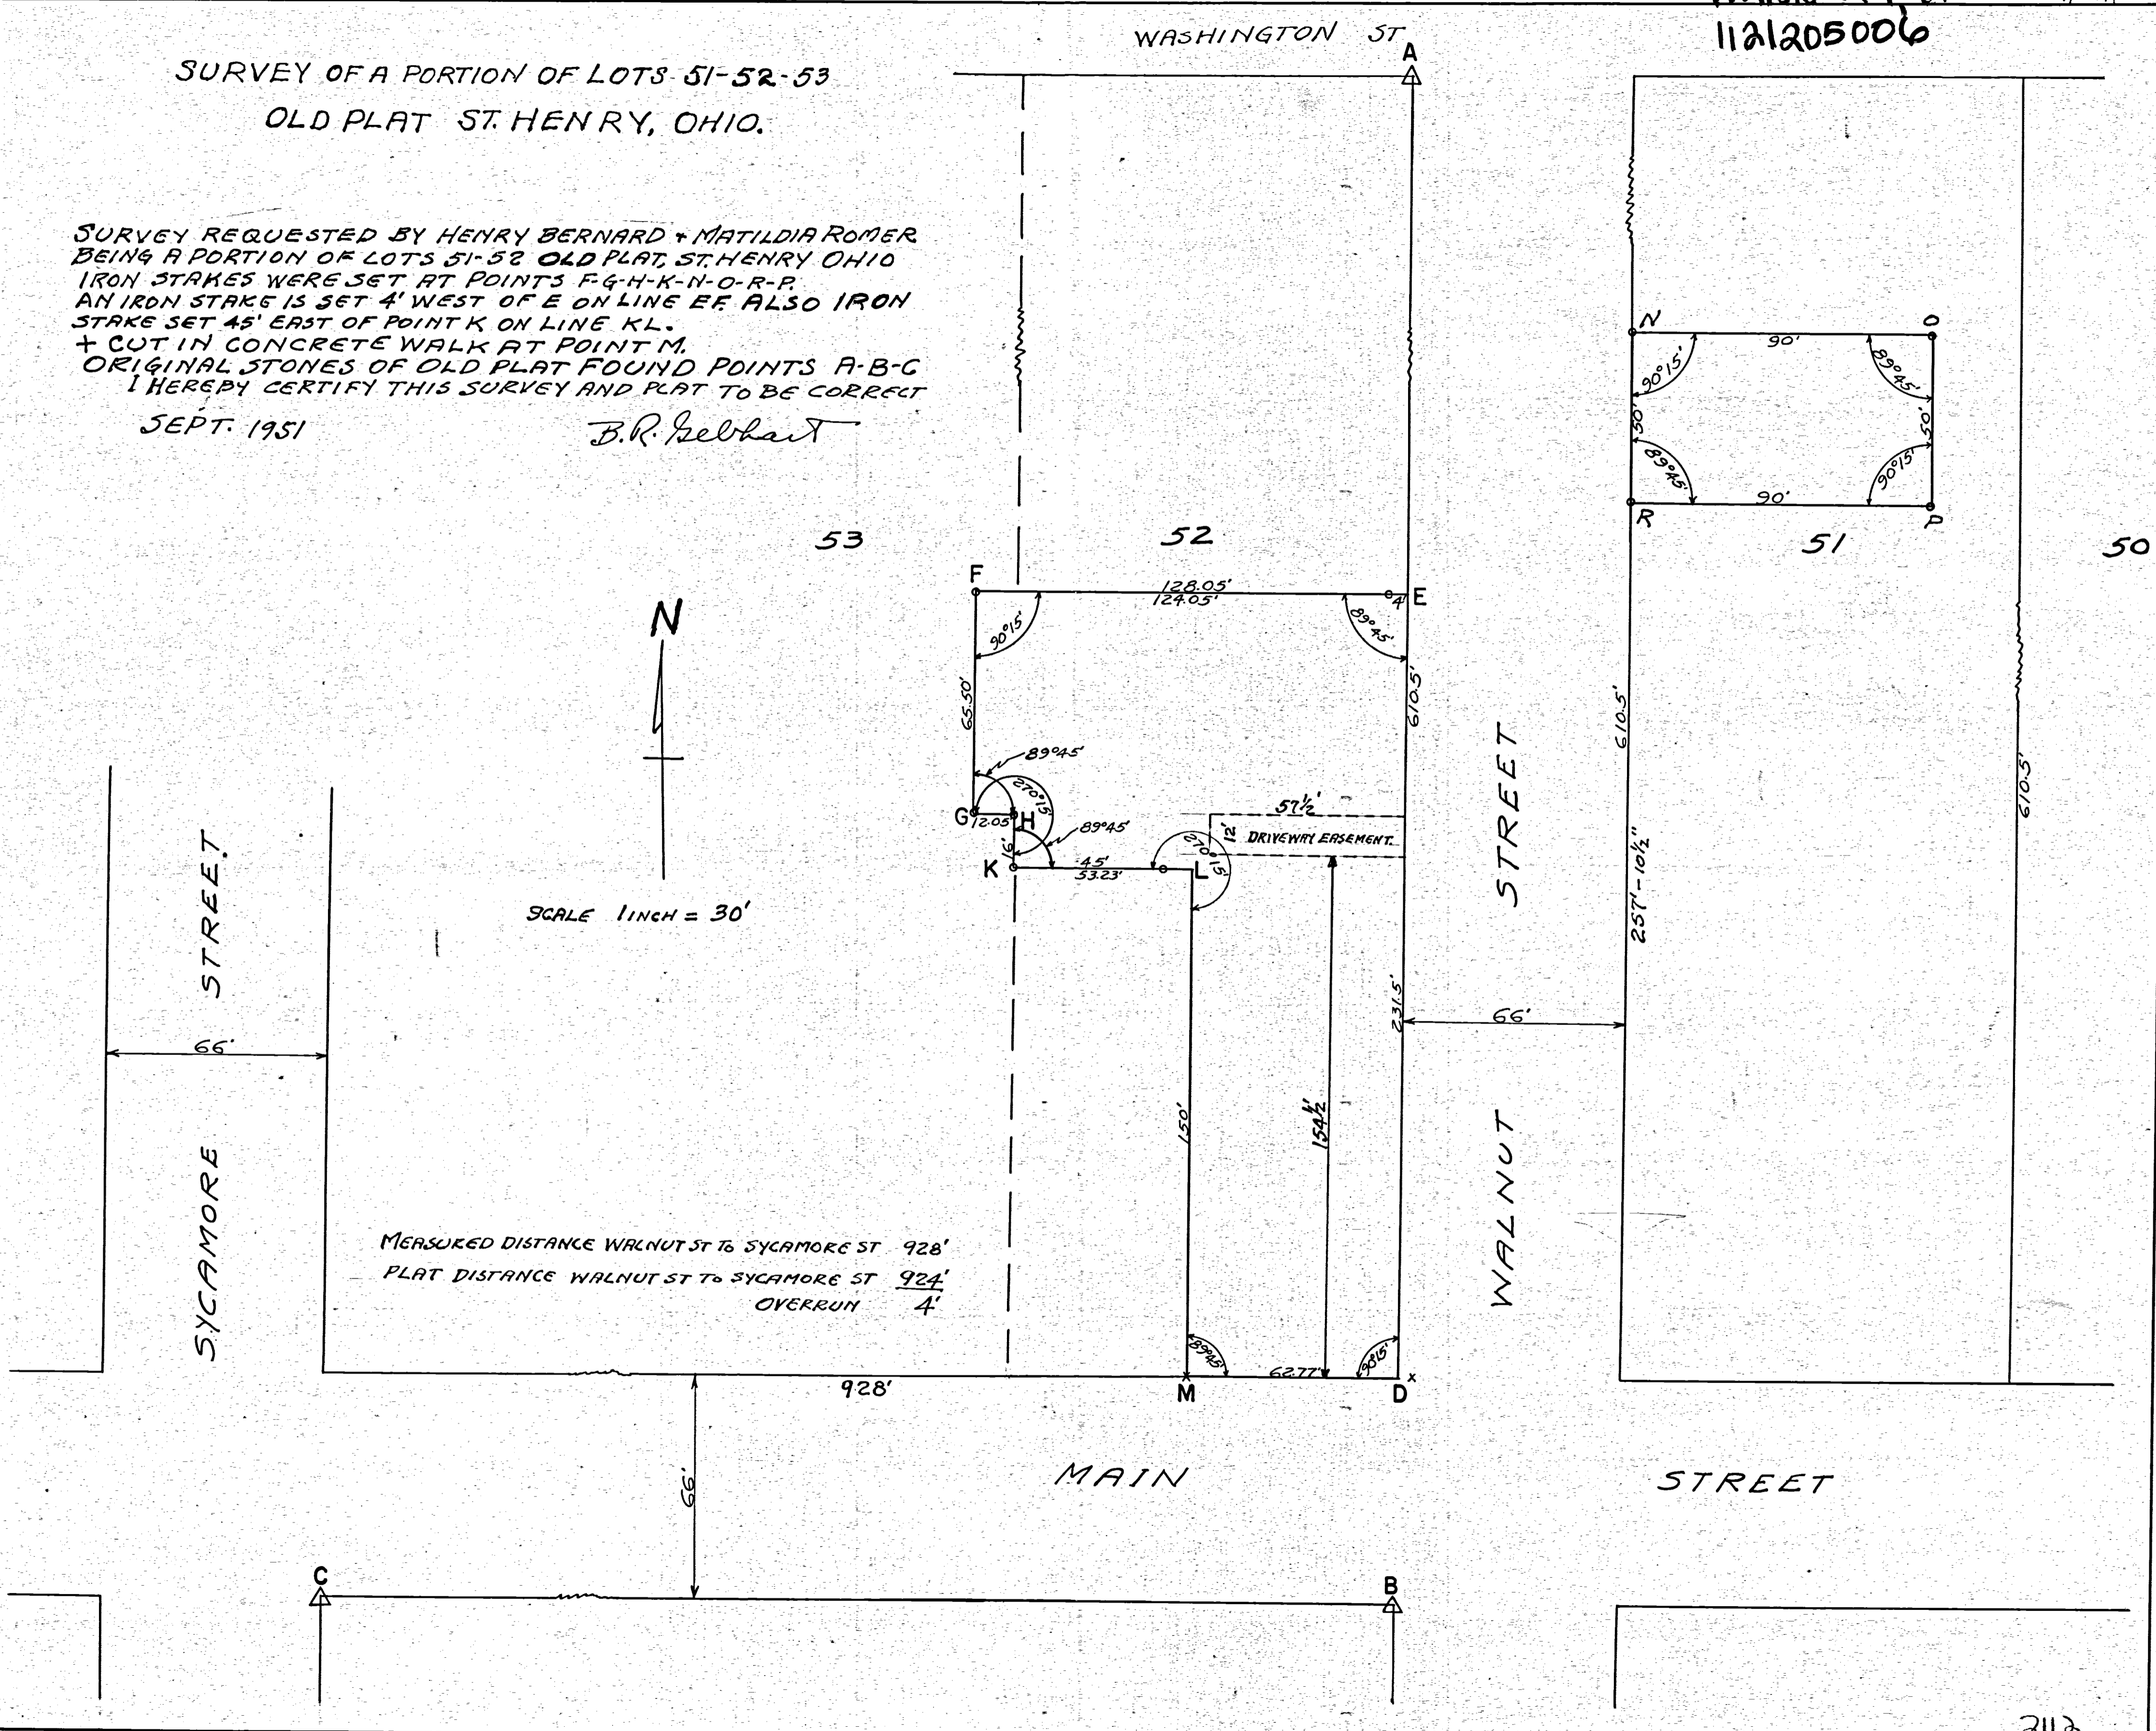 WASHINGTON ST
1121205006
SURVEY OF A PORTION OF LOTS 51-52-53
OLD PLAT ST. HENRY, OHIO.
SURVEY REQUESTED BY HENRY BERNARD + MATILDIA ROMER
BEING A PORTION OF LOTS 51-52 OLD PLAT, ST. HENRY OHIO
IRON STAKES WERE SET AT POINTS F-G-H-K-N-O-R-P.
AN IRON STAKE IS SET 4' WEST OF E ON LINE EF. ALSO IRON
STAKE SET 45' EAST OF POINT K ON LINE KL.
+ CUT IN CONCRETE WALK AT POINT M.
ORIGINAL STONES OF OLD PLAT FOUND POINTS A-B-C
I HEREBY CERTIFY THIS SURVEY AND PLAT TO BE CORRECT
SEPT. 1951 B.R. Gebhart
A
N 90' O
90°15' 89°45'
50' 50'
89°45' 90°15'
R 90' P
53 52 51 50
F 128.05' E
124.05' 4'
90°15' 89°45'
N
65.50' 610.5' 610.5' 610.5'
89°45'
270°15'
G 12.05' H
57½'
12' DRIVEWAY EASEMENT.
16' 89°45' 270°15'
K 45' L
53.23'
SCALE 1 INCH = 30'
257'-10½"
231.5'
SYCAMORE STREET
66'
WALNUT STREET
66'
150'
154½'
MEASURED DISTANCE WALNUT ST TO SYCAMORE ST 928'
PLAT DISTANCE WALNUT ST TO SYCAMORE ST 924'
OVERRUN 4'
89°45' 62.77' 90°15'
928' M D
x x
66'
MAIN STREET
C B